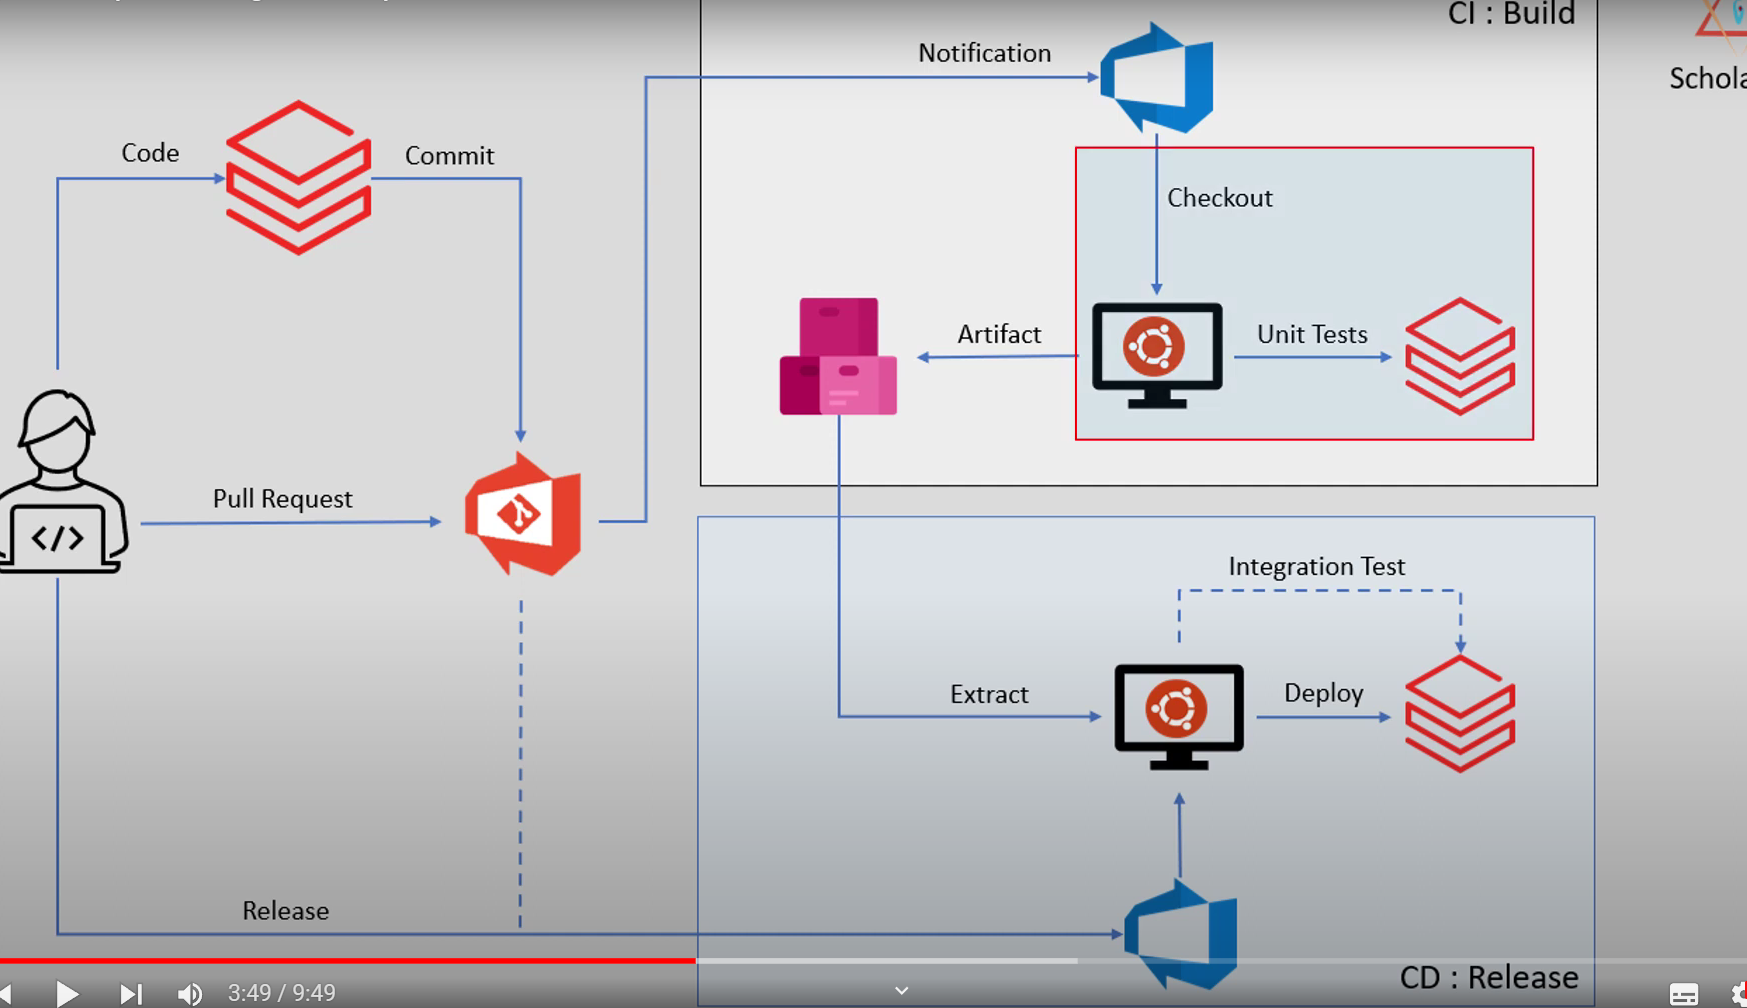 CI : Build
Notification
Code
Commit
Checkout
Artifact
Unit Tests
Pull Request
</>
Integration Test
Extract
Deploy
Release
CD : Release
3:49 / 9:49